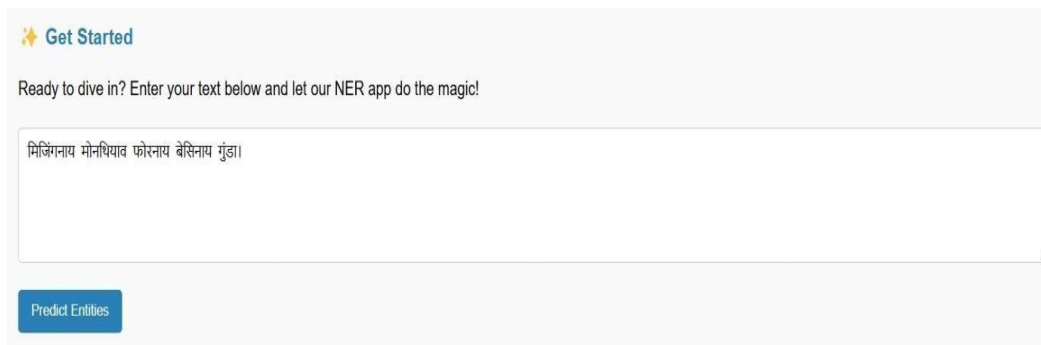 ✨ Get Started
Ready to dive in? Enter your text below and let our NER app do the magic!
मिजिंगनाय मोनथियाव फोरनाय बेसिनाय गुंडा।
Predict Entities